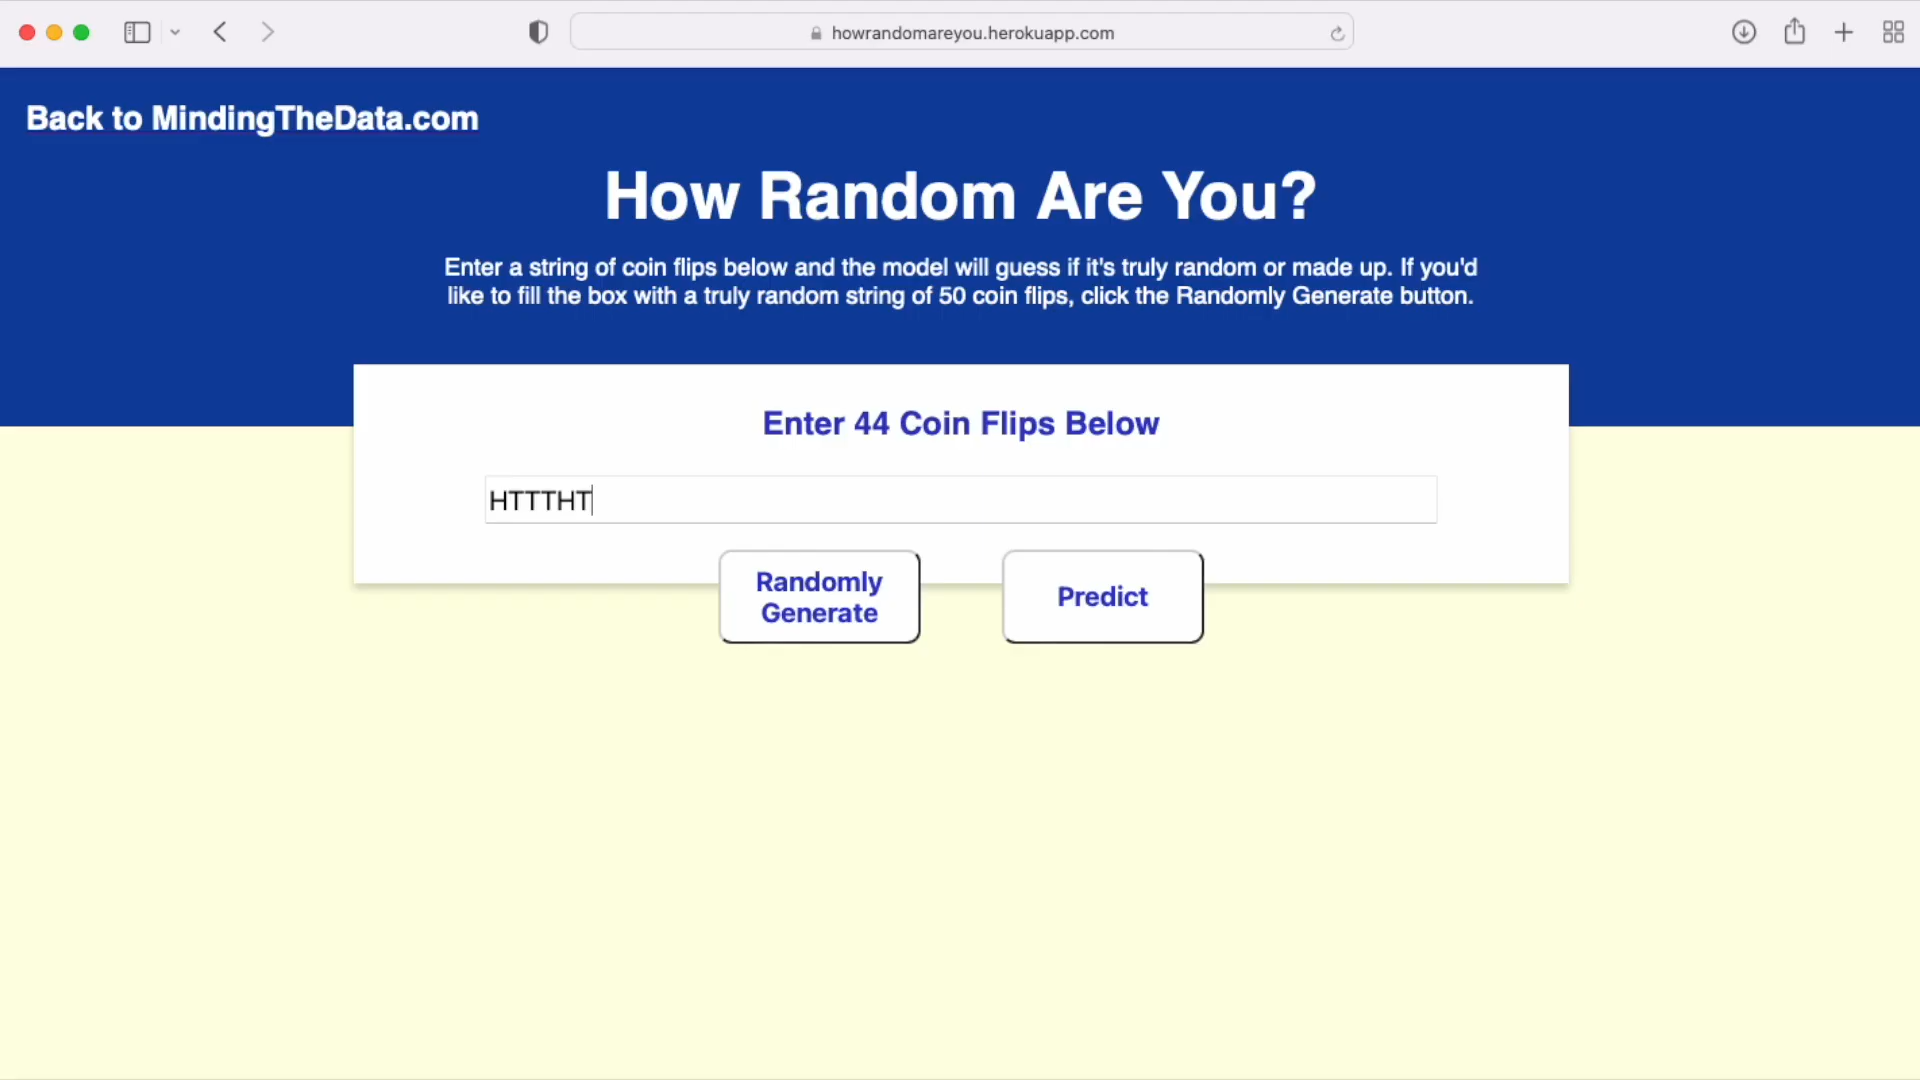 howrandomareyou.herokuapp.com
Back to MindingTheData.com
How Random Are You?
Enter a string of coin flips below and the model will guess if it's truly random or made up. If you'd
like to fill the box with a truly random string of 50 coin flips, click the Randomly Generate button.
Enter 44 Coin Flips Below
HTTTHT
Randomly
Generate
Predict